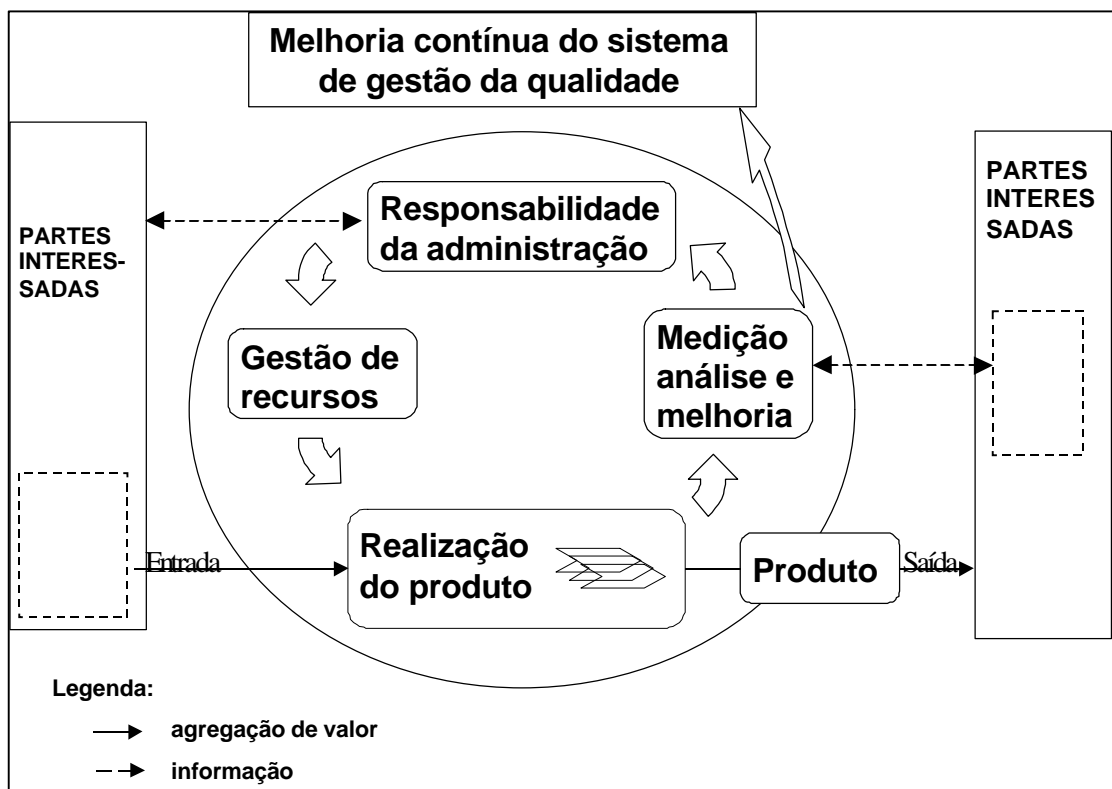 Melhoria contínua do sistema
de gestão da qualidade
PARTES
INTERES-
SADAS
Responsabilidade
da administração
PARTES
INTERES
SADAS
Gestão de
recursos
Medição
análise e
melhoria
Entrada
Realização
do produto
Produto
Saída
Legenda:
agregação de valor
informação